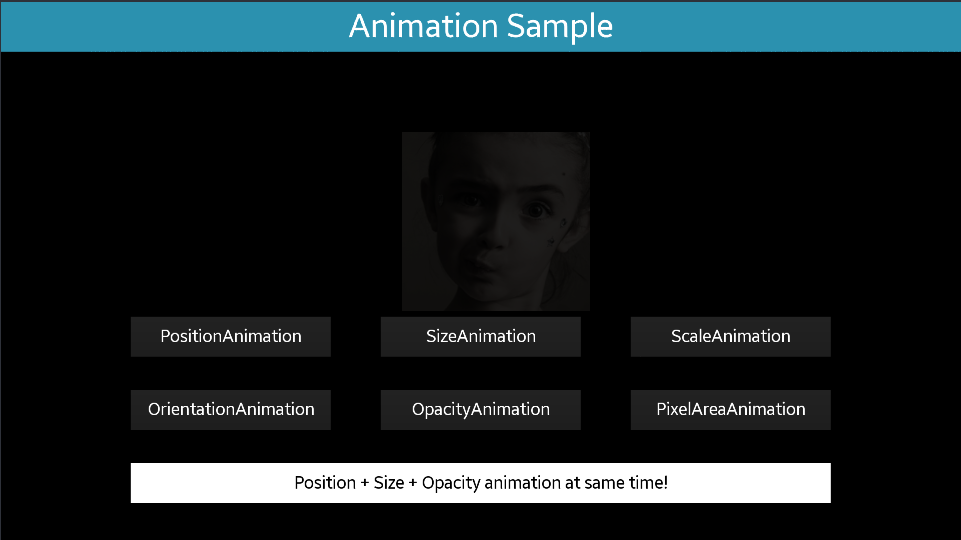 Animation Sample
PositionAnimation
SizeAnimation
ScaleAnimation
OrientationAnimation
OpacityAnimation
PixelAreaAnimation
Position + Size + Opacity animation at same time!